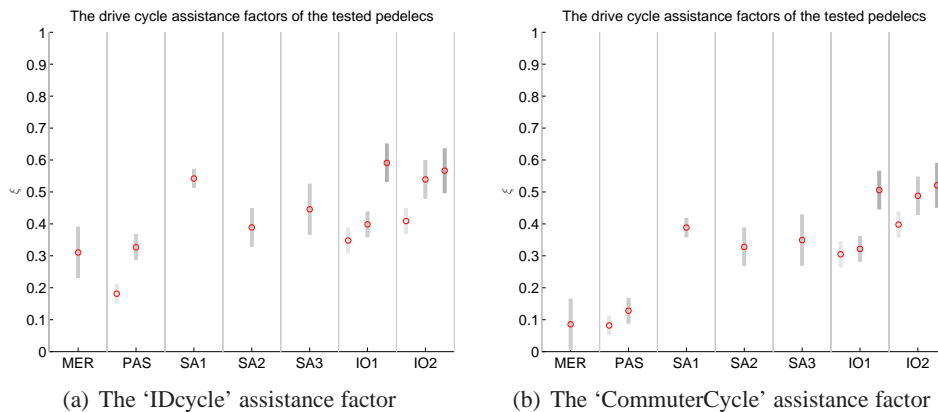 The drive cycle assistance factors of the tested pedelecs
1
0.9
0.8
0.7
0.6
0.5
0.4
0.3
0.2
0.1
0
ξ
MER PAS SA1 SA2 SA3 IO1 IO2
(a) The ‘IDcycle’ assistance factor
The drive cycle assistance factors of the tested pedelecs
1
0.9
0.8
0.7
0.6
0.5
0.4
0.3
0.2
0.1
0
ξ
MER PAS SA1 SA2 SA3 IO1 IO2
(b) The ‘CommuterCycle’ assistance factor